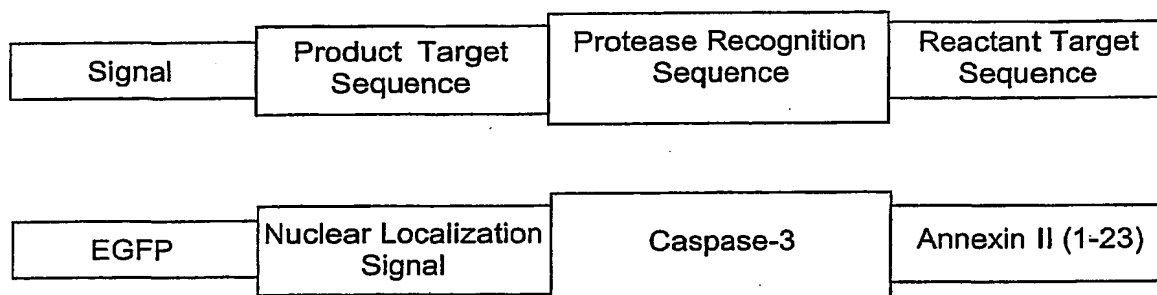 Signal
Product Target
Sequence
Protease Recognition
Sequence
Reactant Target
Sequence
EGFP
Nuclear Localization
Signal
Caspase-3
Annexin II (1-23)